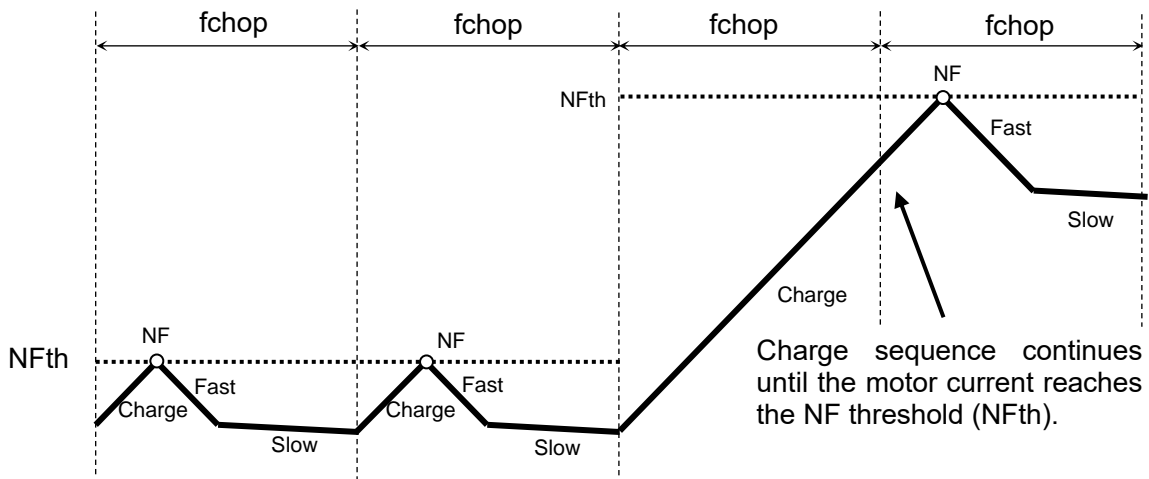 fchop
fchop
fchop
fchop
NF
NFth
Fast
Slow
Charge
NFth
NF
Charge
Fast
Slow
NF
Charge
Fast
Slow
Charge sequence continues
until the motor current reaches
the NF threshold (NFth).